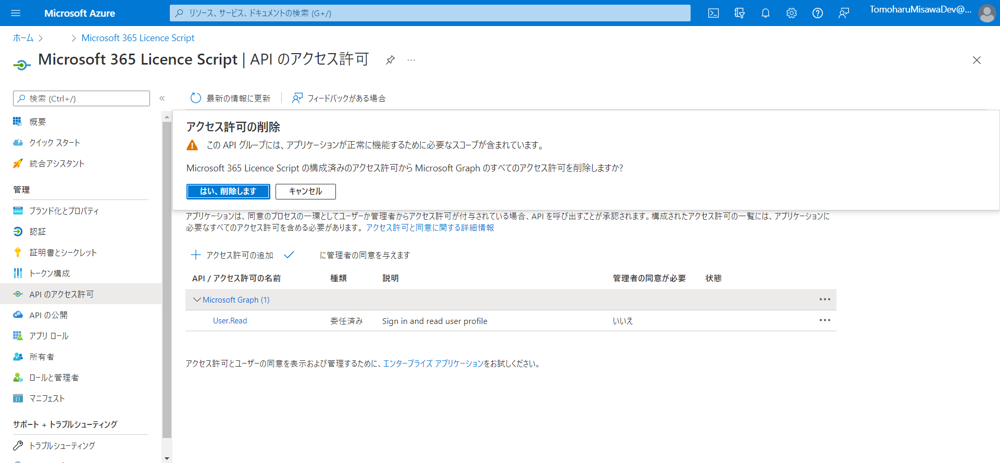 Microsoft Azure
リソース、サービス、ドキュメントの検索 (G+/)
TomoharuMisawaDev@...
ホーム
Microsoft 365 Licence Script
Microsoft 365 Licence Script | API のアクセス許可
検索 (Ctrl+/)
最新の情報に更新
フィードバックがある場合
概要
クイック スタート
統合アシスタント
管理
ブランド化とプロパティ
認証
証明書とシークレット
トークン構成
API のアクセス許可
API の公開
アプリ ロール
所有者
ロールと管理者
マニフェスト
サポート + トラブルシューティング
トラブルシューティング
アクセス許可の削除
この API グループには、アプリケーションが正常に機能するために必要なスコープが含まれています。
Microsoft 365 Licence Script の構成済みのアクセス許可から Microsoft Graph のすべてのアクセス許可を削除しますか?
はい、削除します
キャンセル
アプリケーションは、同意のプロセスの一環としてユーザーか管理者からアクセス許可が付与されている場合、API を呼び出すことが承認されます。構成されたアクセス許可の一覧には、アプリケーションに
必要なすべてのアクセス許可を含める必要があります。アクセス許可と同意に関する詳細情報
アクセス許可の追加
に管理者の同意を与えます
API / アクセス許可の名前 種類 説明 管理者の同意が必要 状態
Microsoft Graph (1)
User.Read 委任済み Sign in and read user profile いいえ
アクセス許可とユーザーの同意を表示および管理するために、エンタープライズ アプリケーションをお試しください。